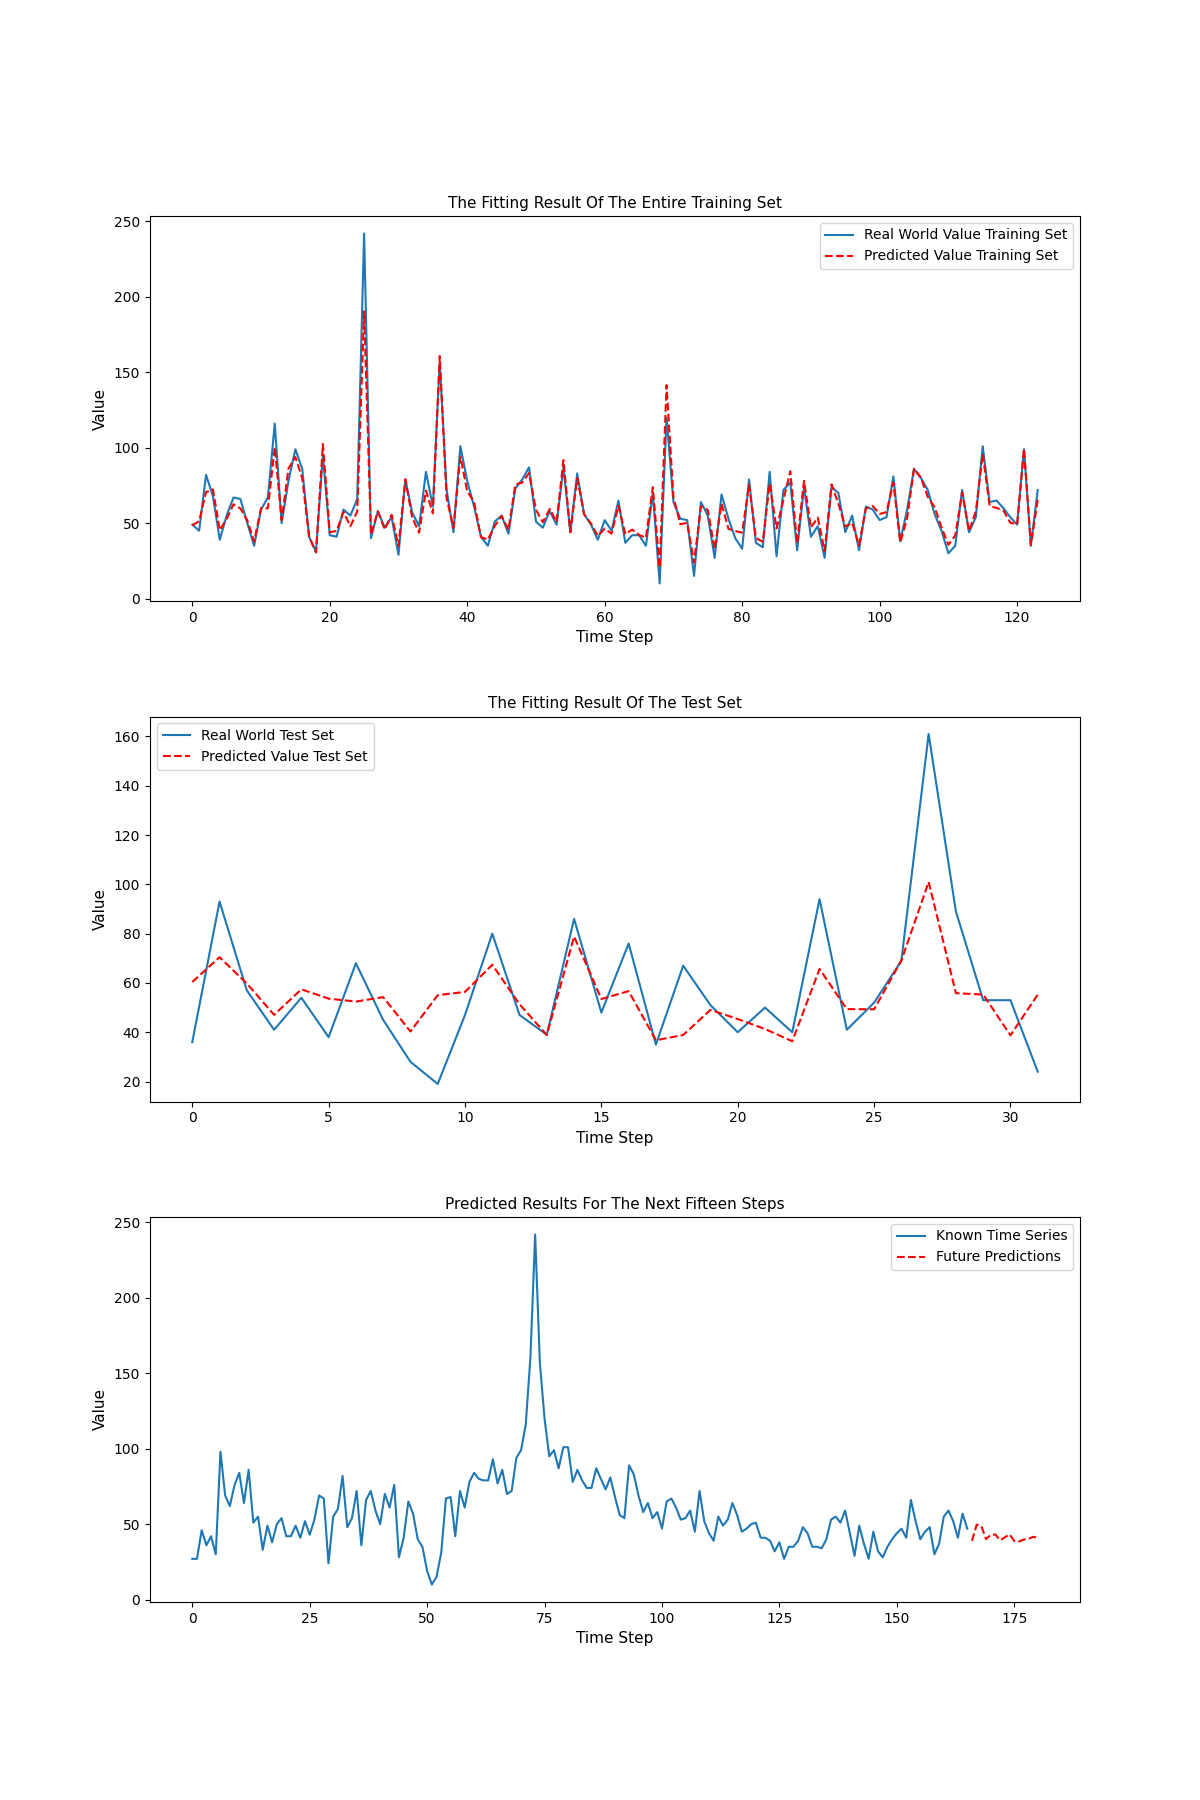 The Fitting Result Of The Entire Training Set
250
200
150
100
50
0
Value
Real World Value Training Set
Predicted Value Training Set
0 20 40 60 80 100 120
Time Step
The Fitting Result Of The Test Set
160
140
120
100
80
60
40
20
Value
Real World Test Set
Predicted Value Test Set
0 5 10 15 20 25 30
Time Step
Predicted Results For The Next Fifteen Steps
250
200
150
100
50
0
Value
Known Time Series
Future Predictions
0 25 50 75 100 125 150 175
Time Step